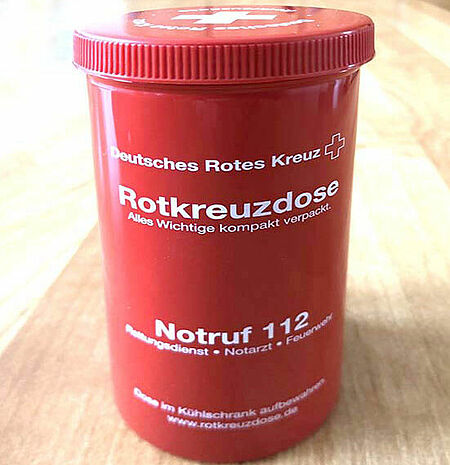 Deutsches Rotes Kreuz
Rotkreuzdose
Alles Wichtige kompakt verpackt.
Notruf 112
Rettungsdienst • Notarzt • Feuerwehr
Dose im Kühlschrank aufbewahren
www.rotkreuzdose.de